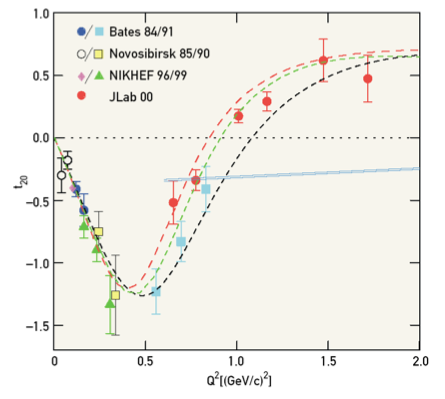 1.0
0.5
0.0
−0.5
−1.0
−1.5
t20
Bates 84/91
Novosibirsk 85/90
NIKHEF 96/99
JLab 00
0 0.5 1.0 1.5 2.0
Q²[(GeV/c)²]